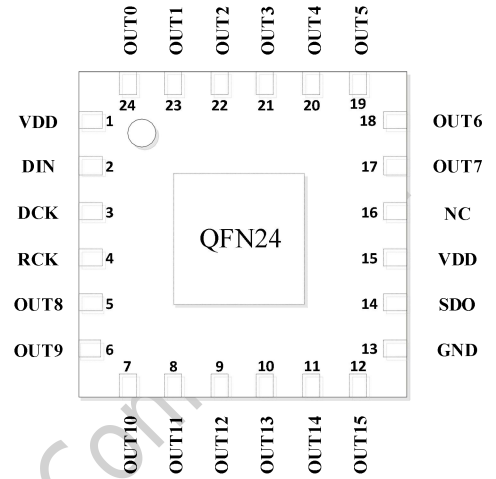 OUT0 OUT1 OUT2 OUT3 OUT4 OUT5
24 23 22 21 20 19
VDD 1 18 OUT6
DIN 2 17 OUT7
DCK 3 16 NC
RCK 4 QFN24 15 VDD
OUT8 5 14 SDO
OUT9 6 13 GND
7 8 9 10 11 12
OUT10 OUT11 OUT12 OUT13 OUT14 OUT15